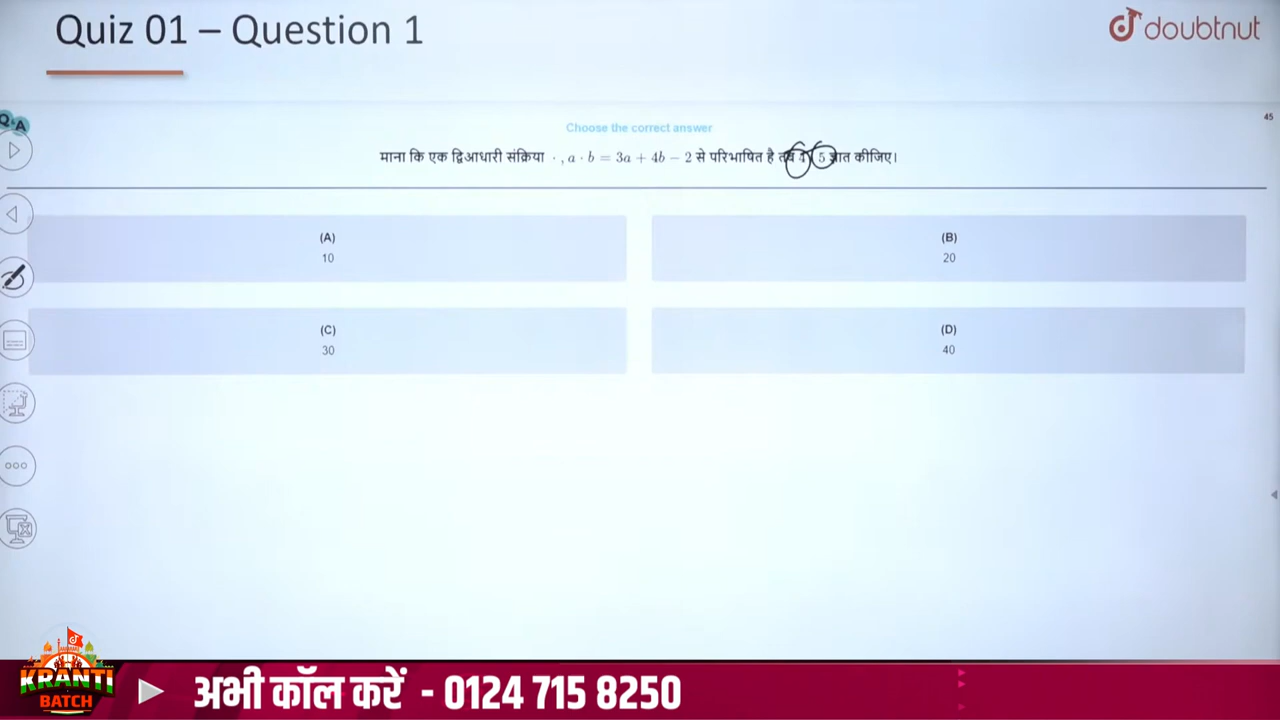 Quiz 01 – Question 1
doubtnut
Q&A
45
Choose the correct answer
माना कि एक द्विआधारी संक्रिया · , a · b = 3a + 4b − 2 से परिभाषित है तब 4 · 5 ज्ञात कीजिए।
(A)
10
(B)
20
(C)
30
(D)
40
KRANTI
BATCH
अभी कॉल करें - 0124 715 8250